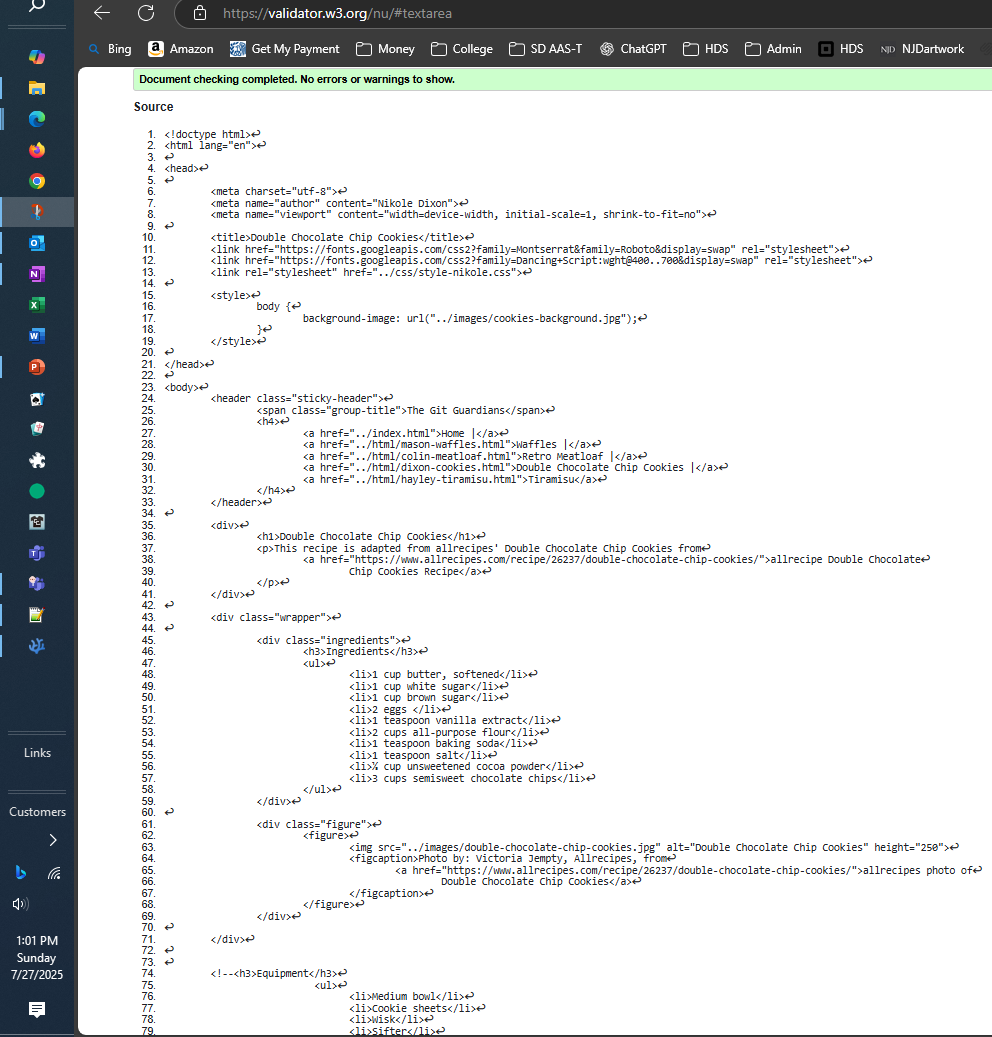 https://validator.w3.org/nu/#textarea
Bing Amazon Get My Payment Money College SD AAS-T ChatGPT HDS Admin HDS NJD NJDartwork
Document checking completed. No errors or warnings to show.
Source
1. <!doctype html>↩
2. <html lang="en">↩
3. ↩
4. <head>↩
5. ↩
6. <meta charset="utf-8">↩
7. <meta name="author" content="Nikole Dixon">↩
8. <meta name="viewport" content="width=device-width, initial-scale=1, shrink-to-fit=no">↩
9. ↩
10. <title>Double Chocolate Chip Cookies</title>↩
11. <link href="https://fonts.googleapis.com/css2?family=Montserrat&family=Roboto&display=swap" rel="stylesheet">↩
12. <link href="https://fonts.googleapis.com/css2?family=Dancing+Script:wght@400..700&display=swap" rel="stylesheet">↩
13. <link rel="stylesheet" href="../css/style-nikole.css">↩
14. ↩
15. <style>↩
16. body {↩
17. background-image: url("../images/cookies-background.jpg");↩
18. }↩
19. </style>↩
20. ↩
21. </head>↩
22. ↩
23. <body>↩
24. <header class="sticky-header">↩
25. <span class="group-title">The Git Guardians</span>↩
26. <h4>↩
27. <a href="../index.html">Home |</a>↩
28. <a href="../html/mason-waffles.html">Waffles |</a>↩
29. <a href="../html/colin-meatloaf.html">Retro Meatloaf |</a>↩
30. <a href="../html/dixon-cookies.html">Double Chocolate Chip Cookies |</a>↩
31. <a href="../html/hayley-tiramisu.html">Tiramisu</a>↩
32. </h4>↩
33. </header>↩
34. ↩
35. <div>↩
36. <h1>Double Chocolate Chip Cookies</h1>↩
37. <p>This recipe is adapted from allrecipes' Double Chocolate Chip Cookies from↩
38. <a href="https://www.allrecipes.com/recipe/26237/double-chocolate-chip-cookies/">allrecipe Double Chocolate↩
39. Chip Cookies Recipe</a>↩
40. </p>↩
41. </div>↩
42. ↩
43. <div class="wrapper">↩
44. ↩
45. <div class="ingredients">↩
46. <h3>Ingredients</h3>↩
47. <ul>↩
48. <li>1 cup butter, softened</li>↩
49. <li>1 cup white sugar</li>↩
50. <li>1 cup brown sugar</li>↩
51. <li>2 eggs </li>↩
52. <li>1 teaspoon vanilla extract</li>↩
53. <li>2 cups all-purpose flour</li>↩
54. <li>1 teaspoon baking soda</li>↩
55. <li>1 teaspoon salt</li>↩
56. <li> cup unsweetened cocoa powder</li>↩
57. <li>3 cups semisweet chocolate chips</li>↩
58. </ul>↩
59. </div>↩
60. ↩
61. <div class="figure">↩
62. <figure>↩
63. <img src="../images/double-chocolate-chip-cookies.jpg" alt="Double Chocolate Chip Cookies" height="250">↩
64. <figcaption>Photo by: Victoria Jempty, Allrecipes, from↩
65. <a href="https://www.allrecipes.com/recipe/26237/double-chocolate-chip-cookies/">allrecipes photo of↩
66. Double Chocolate Chip Cookies</a>↩
67. </figcaption>↩
68. </figure>↩
69. </div>↩
70. ↩
71. </div>↩
72. ↩
73. ↩
74. <!--<h3>Equipment</h3>↩
75. <ul>↩
76. <li>Medium bowl</li>↩
77. <li>Cookie sheets</li>↩
78. <li>Wisk</li>↩
79. <li>Sifter</li>↩
Links
Customers
1:01 PM
Sunday
7/27/2025